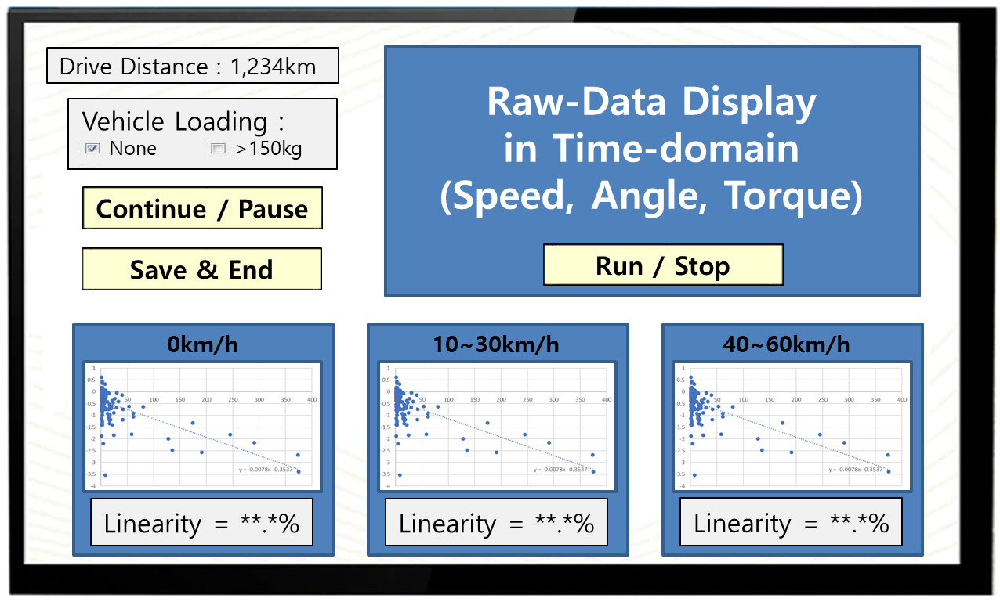 Drive Distance : 1,234km
Vehicle Loading :
None >150kg
Continue / Pause
Save & End
Raw-Data Display
in Time-domain
(Speed, Angle, Torque)
Run / Stop
0km/h
1
0.5
0
0 50 100 150 200 250 300 350 400
-0.5
-1
-1.5
-2
-2.5
-3
y = -0.0078x - 0.3537
-3.5
-4
Linearity = **.*%
10~30km/h
1
0.5
0
0 50 100 150 200 250 300 350 400
-0.5
-1
-1.5
-2
-2.5
-3
y = -0.0078x - 0.3537
-3.5
-4
Linearity = **.*%
40~60km/h
1
0.5
0
0 50 100 150 200 250 300 350 400
-0.5
-1
-1.5
-2
-2.5
-3
y = -0.0078x - 0.3537
-3.5
-4
Linearity = **.*%